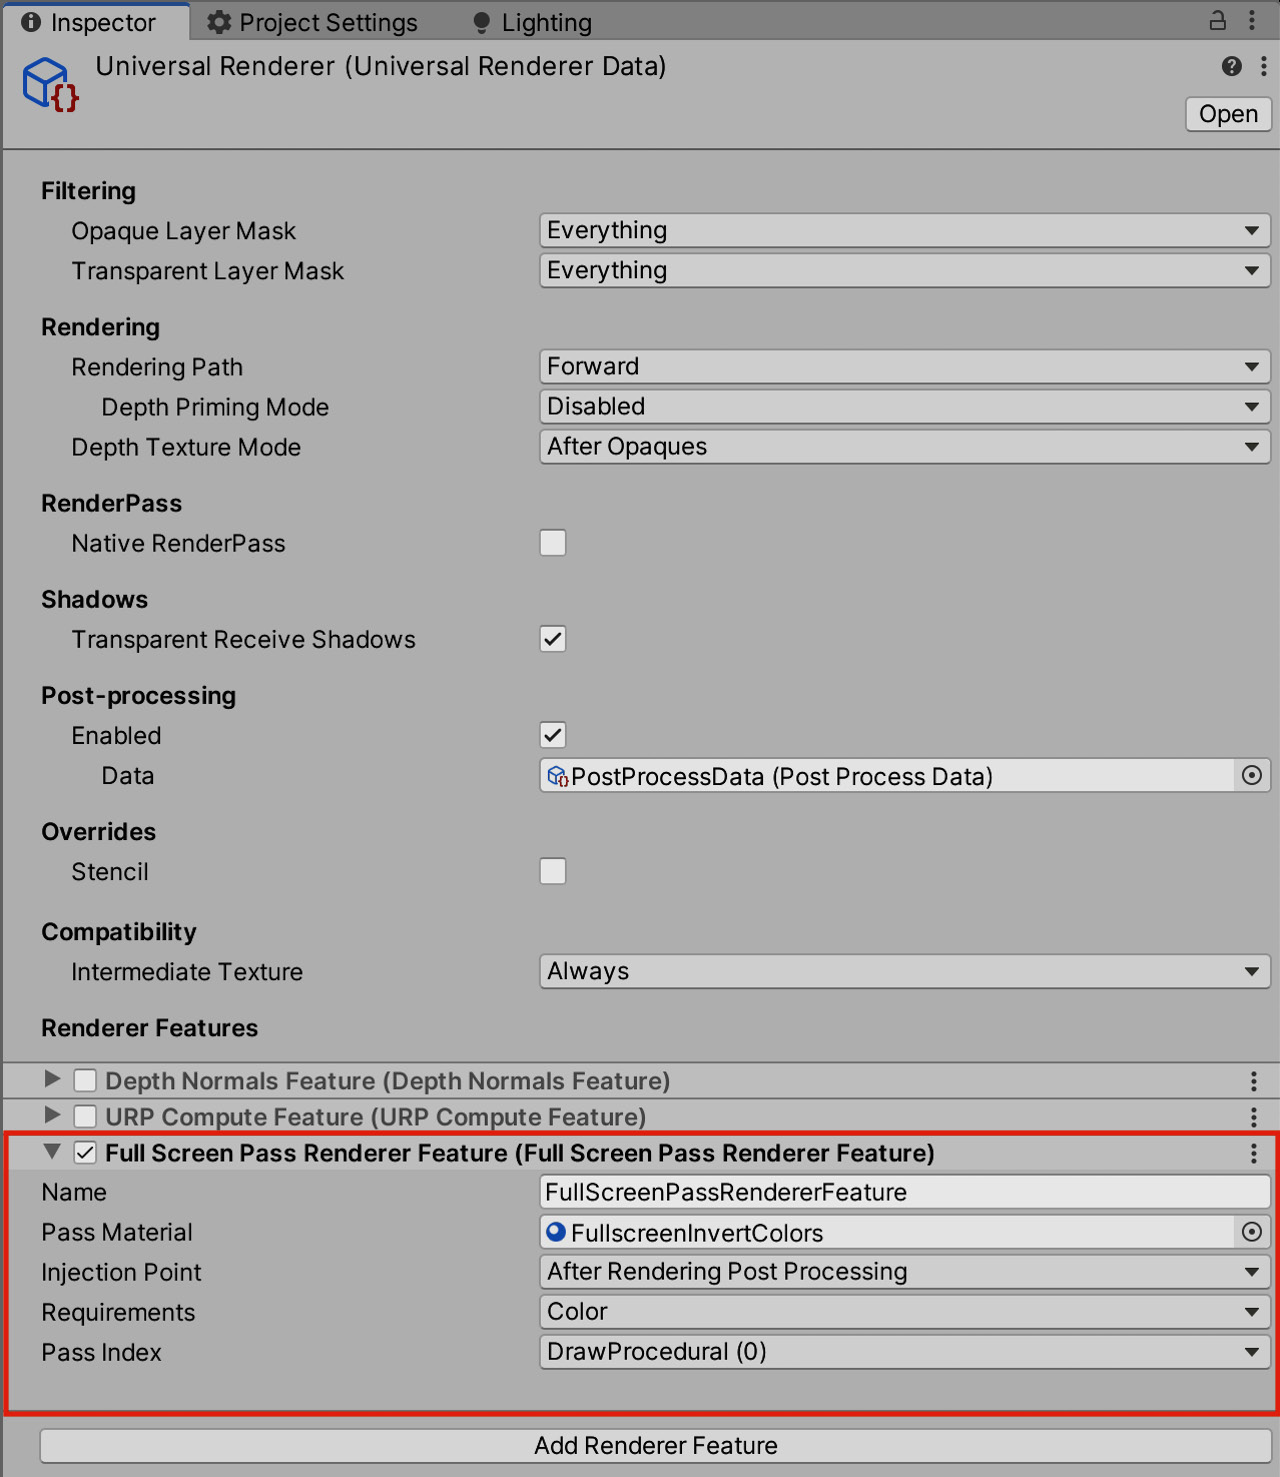 Inspector
Project Settings
Lighting
Universal Renderer (Universal Renderer Data)
Open
Filtering
Opaque Layer Mask Everything
Transparent Layer Mask Everything
Rendering
Rendering Path Forward
Depth Priming Mode Disabled
Depth Texture Mode After Opaques
RenderPass
Native RenderPass
Shadows
Transparent Receive Shadows
Post-processing
Enabled
Data PostProcessData (Post Process Data)
Overrides
Stencil
Compatibility
Intermediate Texture Always
Renderer Features
Depth Normals Feature (Depth Normals Feature)
URP Compute Feature (URP Compute Feature)
Full Screen Pass Renderer Feature (Full Screen Pass Renderer Feature)
Name FullScreenPassRendererFeature
Pass Material FullscreenInvertColors
Injection Point After Rendering Post Processing
Requirements Color
Pass Index DrawProcedural (0)
Add Renderer Feature